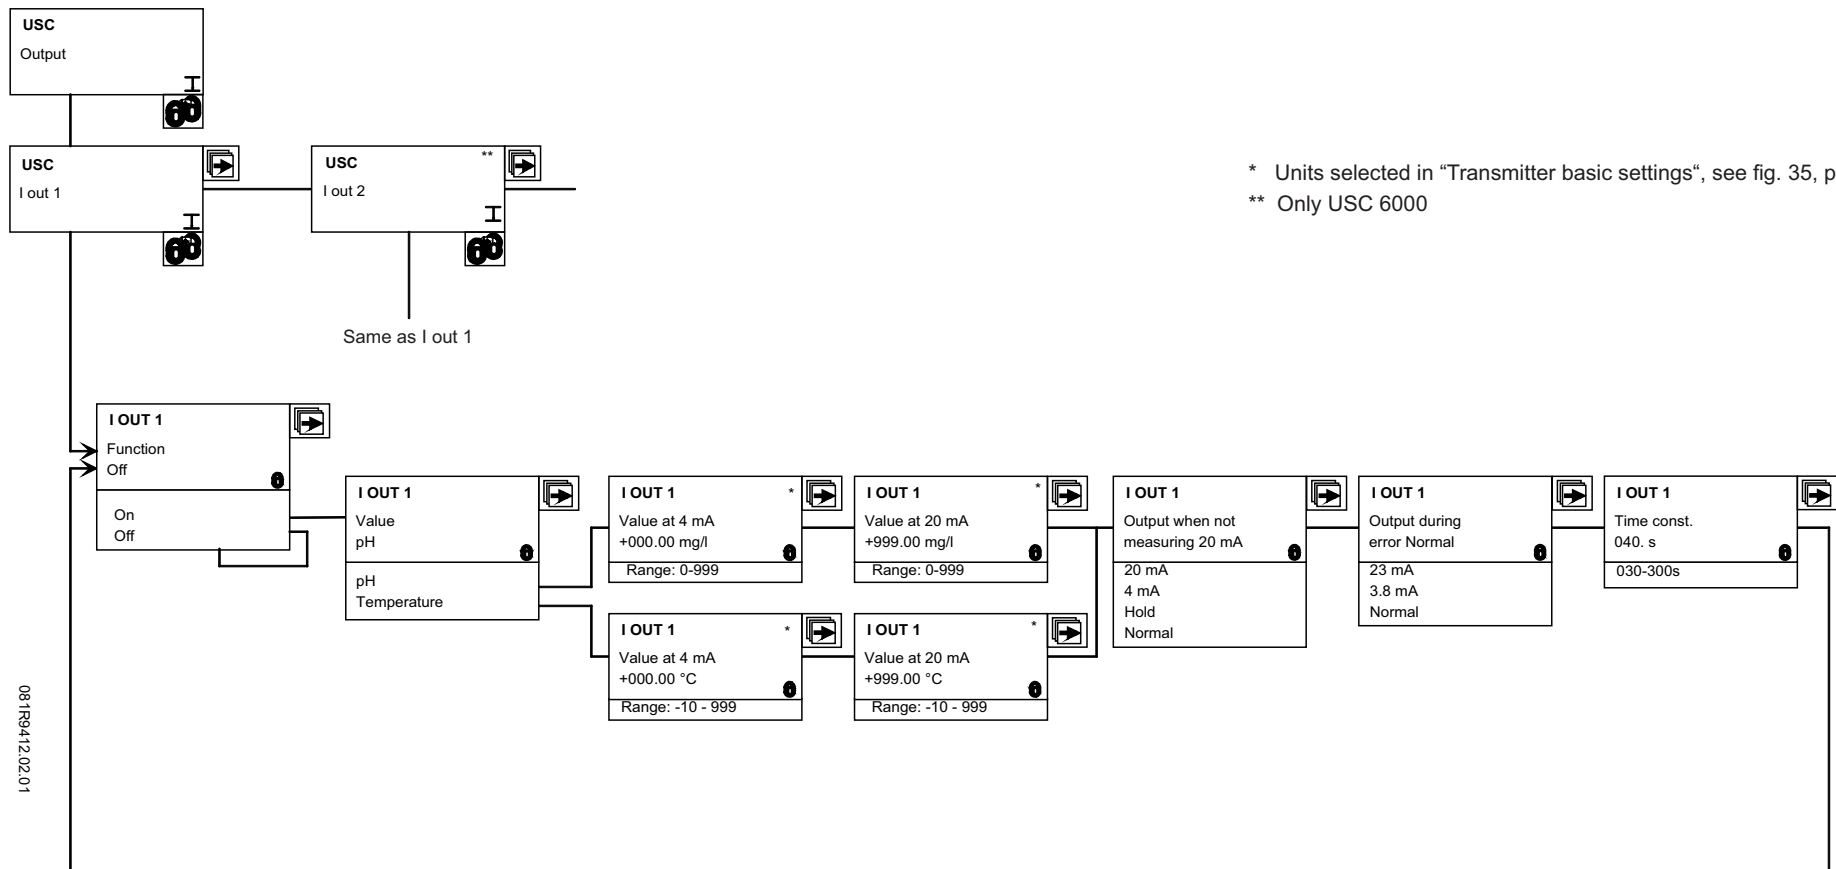 USC
Output
USC
I out 1
USC **
I out 2
Same as I out 1
* Units selected in “Transmitter basic settings“, see fig. 35, p
** Only USC 6000
I OUT 1
Function
Off
On
Off
I OUT 1
Value
pH
pH
Temperature
I OUT 1 *
Value at 4 mA
+000.00 mg/l
Range: 0-999
I OUT 1 *
Value at 20 mA
+999.00 mg/l
Range: 0-999
I OUT 1 *
Value at 4 mA
+000.00 °C
Range: -10 - 999
I OUT 1 *
Value at 20 mA
+999.00 °C
Range: -10 - 999
I OUT 1
Output when not
measuring 20 mA
20 mA
4 mA
Hold
Normal
I OUT 1
Output during
error Normal
23 mA
3.8 mA
Normal
I OUT 1
Time const.
040. s
030-300s
081R9412.02.01